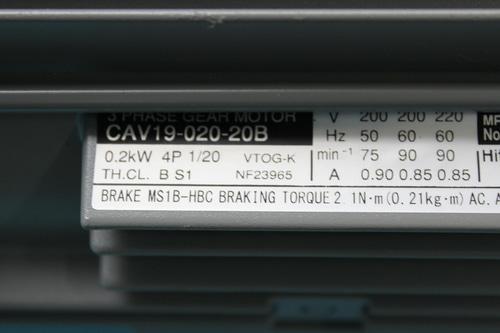 3 PHASE GEAR MOTOR V 200 200 220
CAV19-020-20B Hz 50 60 60 No
0.2kW 4P 1/20 VTOG-K min⁻¹ 75 90 90
TH.CL. B S1 NF23965 A 0.90 0.85 0.85
BRAKE MS1B-HBC BRAKING TORQUE 2.1N·m(0.21kg·m) AC.